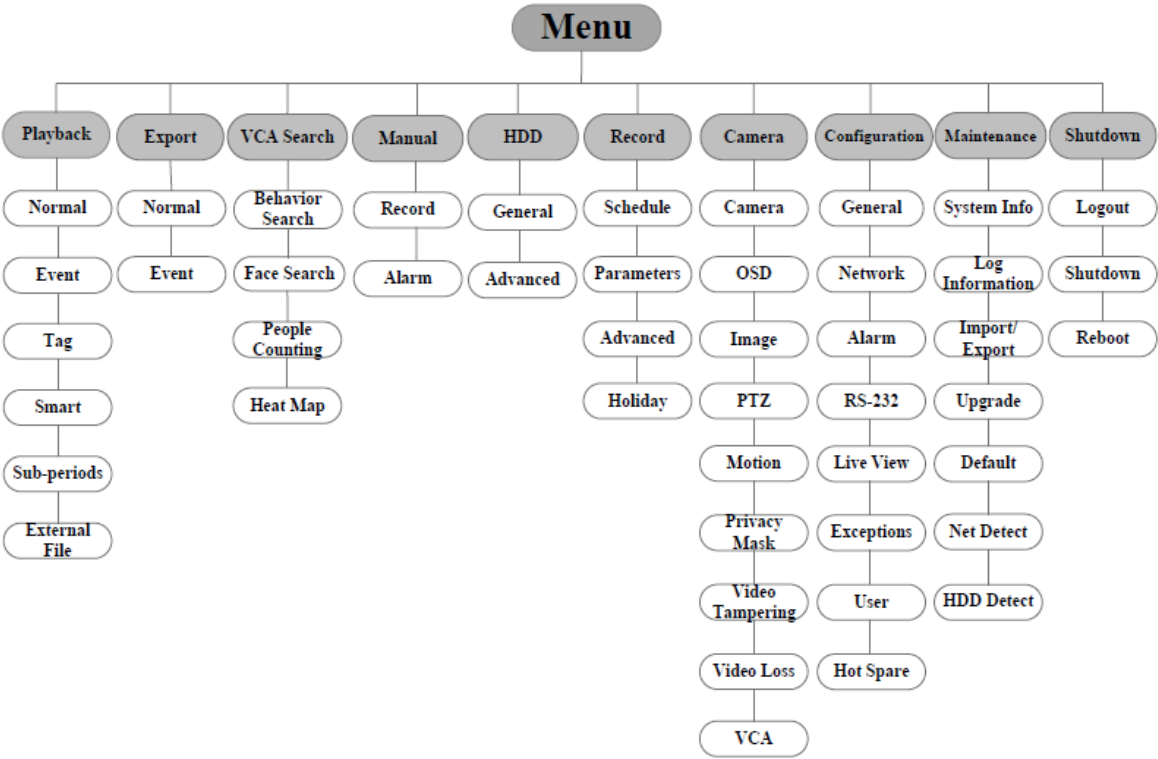 Menu
Playback
Export
VCA Search
Manual
HDD
Record
Camera
Configuration
Maintenance
Shutdown
Normal
Event
Tag
Smart
Sub-periods
External
File
Normal
Event
Behavior
Search
Face Search
People
Counting
Heat Map
Record
Alarm
General
Advanced
Schedule
Parameters
Advanced
Holiday
Camera
OSD
Image
PTZ
Motion
Privacy
Mask
Video
Tampering
Video Loss
VCA
General
Network
Alarm
RS-232
Live View
Exceptions
User
Hot Spare
System Info
Log
Information
Import/
Export
Upgrade
Default
Net Detect
HDD Detect
Logout
Shutdown
Reboot